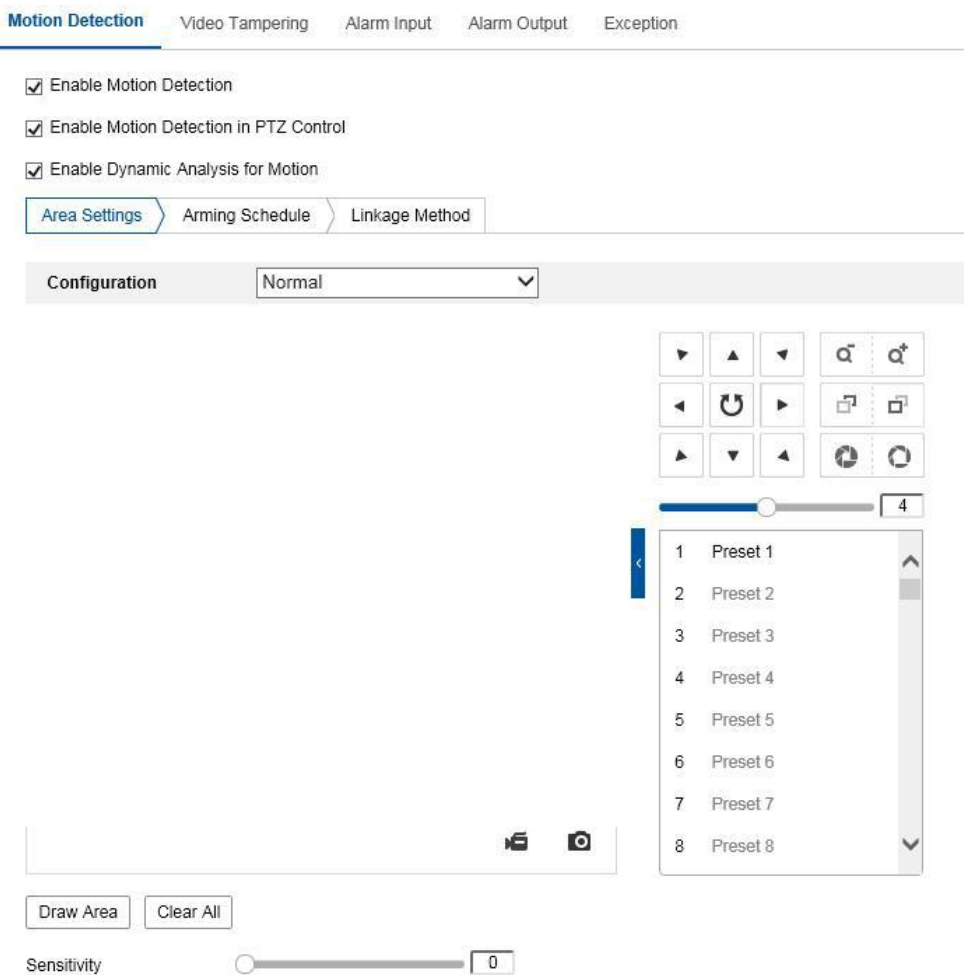 Motion Detection Video Tampering Alarm Input Alarm Output Exception
Enable Motion Detection
Enable Motion Detection in PTZ Control
Enable Dynamic Analysis for Motion
Area Settings Arming Schedule Linkage Method
Configuration Normal
4
1 Preset 1
2 Preset 2
3 Preset 3
4 Preset 4
5 Preset 5
6 Preset 6
7 Preset 7
8 Preset 8
Draw Area Clear All
Sensitivity 0